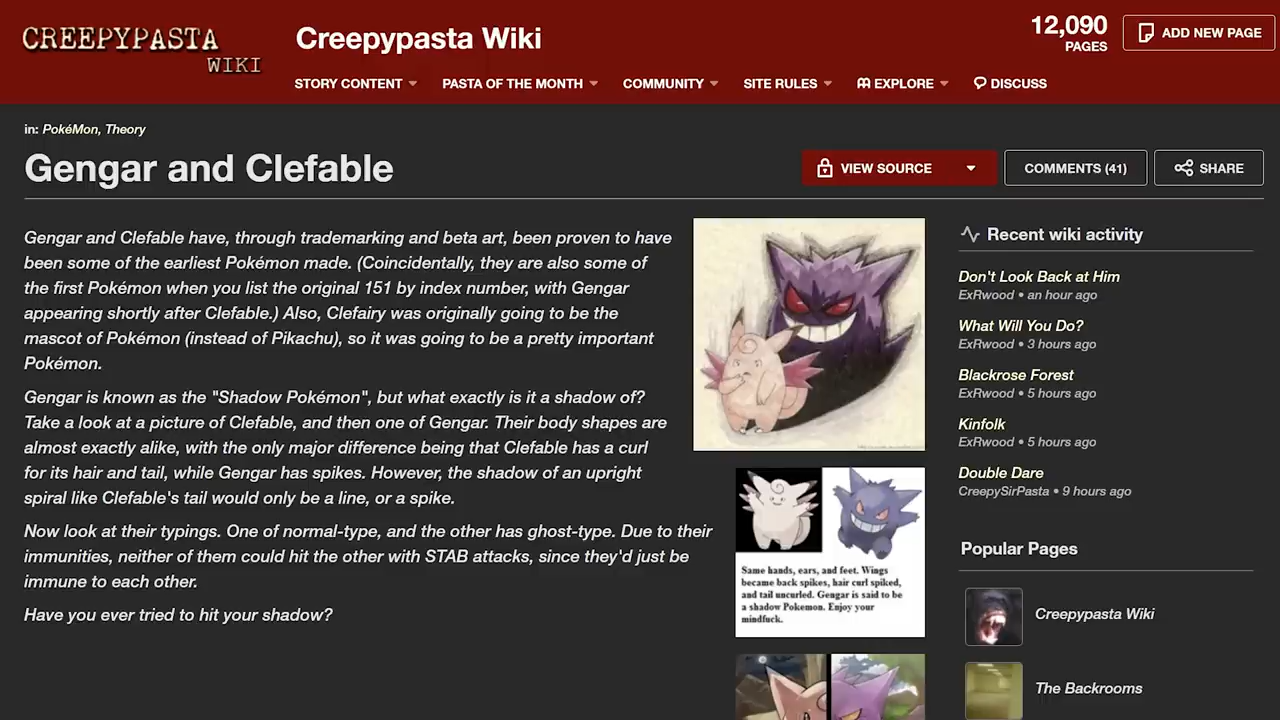 CREEPYPASTA
WIKI
Creepypasta Wiki
12,090
PAGES
ADD NEW PAGE
STORY CONTENT
PASTA OF THE MONTH
COMMUNITY
SITE RULES
EXPLORE
DISCUSS
in: PokéMon, Theory
Gengar and Clefable
VIEW SOURCE
COMMENTS (41)
SHARE
Gengar and Clefable have, through trademarking and beta art, been proven to have
been some of the earliest Pokémon made. (Coincidentally, they are also some of
the first Pokémon when you list the original 151 by index number, with Gengar
appearing shortly after Clefable.) Also, Clefairy was originally going to be the
mascot of Pokémon (instead of Pikachu), so it was going to be a pretty important
Pokémon.
Gengar is known as the "Shadow Pokémon", but what exactly is it a shadow of?
Take a look at a picture of Clefable, and then one of Gengar. Their body shapes are
almost exactly alike, with the only major difference being that Clefable has a curl
for its hair and tail, while Gengar has spikes. However, the shadow of an upright
spiral like Clefable's tail would only be a line, or a spike.
Now look at their typings. One of normal-type, and the other has ghost-type. Due to their
immunities, neither of them could hit the other with STAB attacks, since they'd just be
immune to each other.
Have you ever tried to hit your shadow?
Same hands, ears, and feet. Wings
became back spikes, hair curl spiked,
and tail uncurled. Gengar is said to be
a shadow Pokemon. Enjoy your
mindfuck.
Recent wiki activity
Don't Look Back at Him
ExRwood • an hour ago
What Will You Do?
ExRwood • 3 hours ago
Blackrose Forest
ExRwood • 5 hours ago
Kinfolk
ExRwood • 5 hours ago
Double Dare
CreepySirPasta • 9 hours ago
Popular Pages
Creepypasta Wiki
The Backrooms